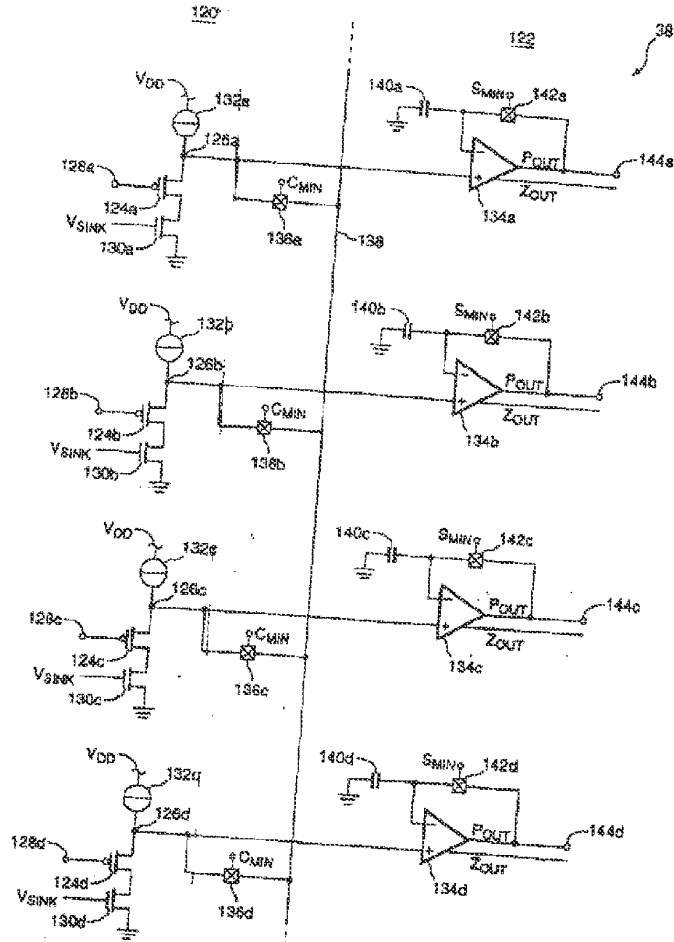 120
122
38
VDD
132a
126a
128a
124a
VSINK
130a
CMIN
136a
138
140a
SMIN
142a
POUT
ZOUT
134a
144a
VDD
132b
126b
128b
124b
VSINK
130b
CMIN
136b
140b
SMIN
142b
POUT
ZOUT
134b
144b
VDD
132c
126c
128c
124c
VSINK
130c
CMIN
136c
140c
SMIN
142c
POUT
ZOUT
134c
144c
VDD
126d
128d
124d
VSINK
130d
CMIN
136d
140d
SMIN
142d
POUT
ZOUT
134d
144d